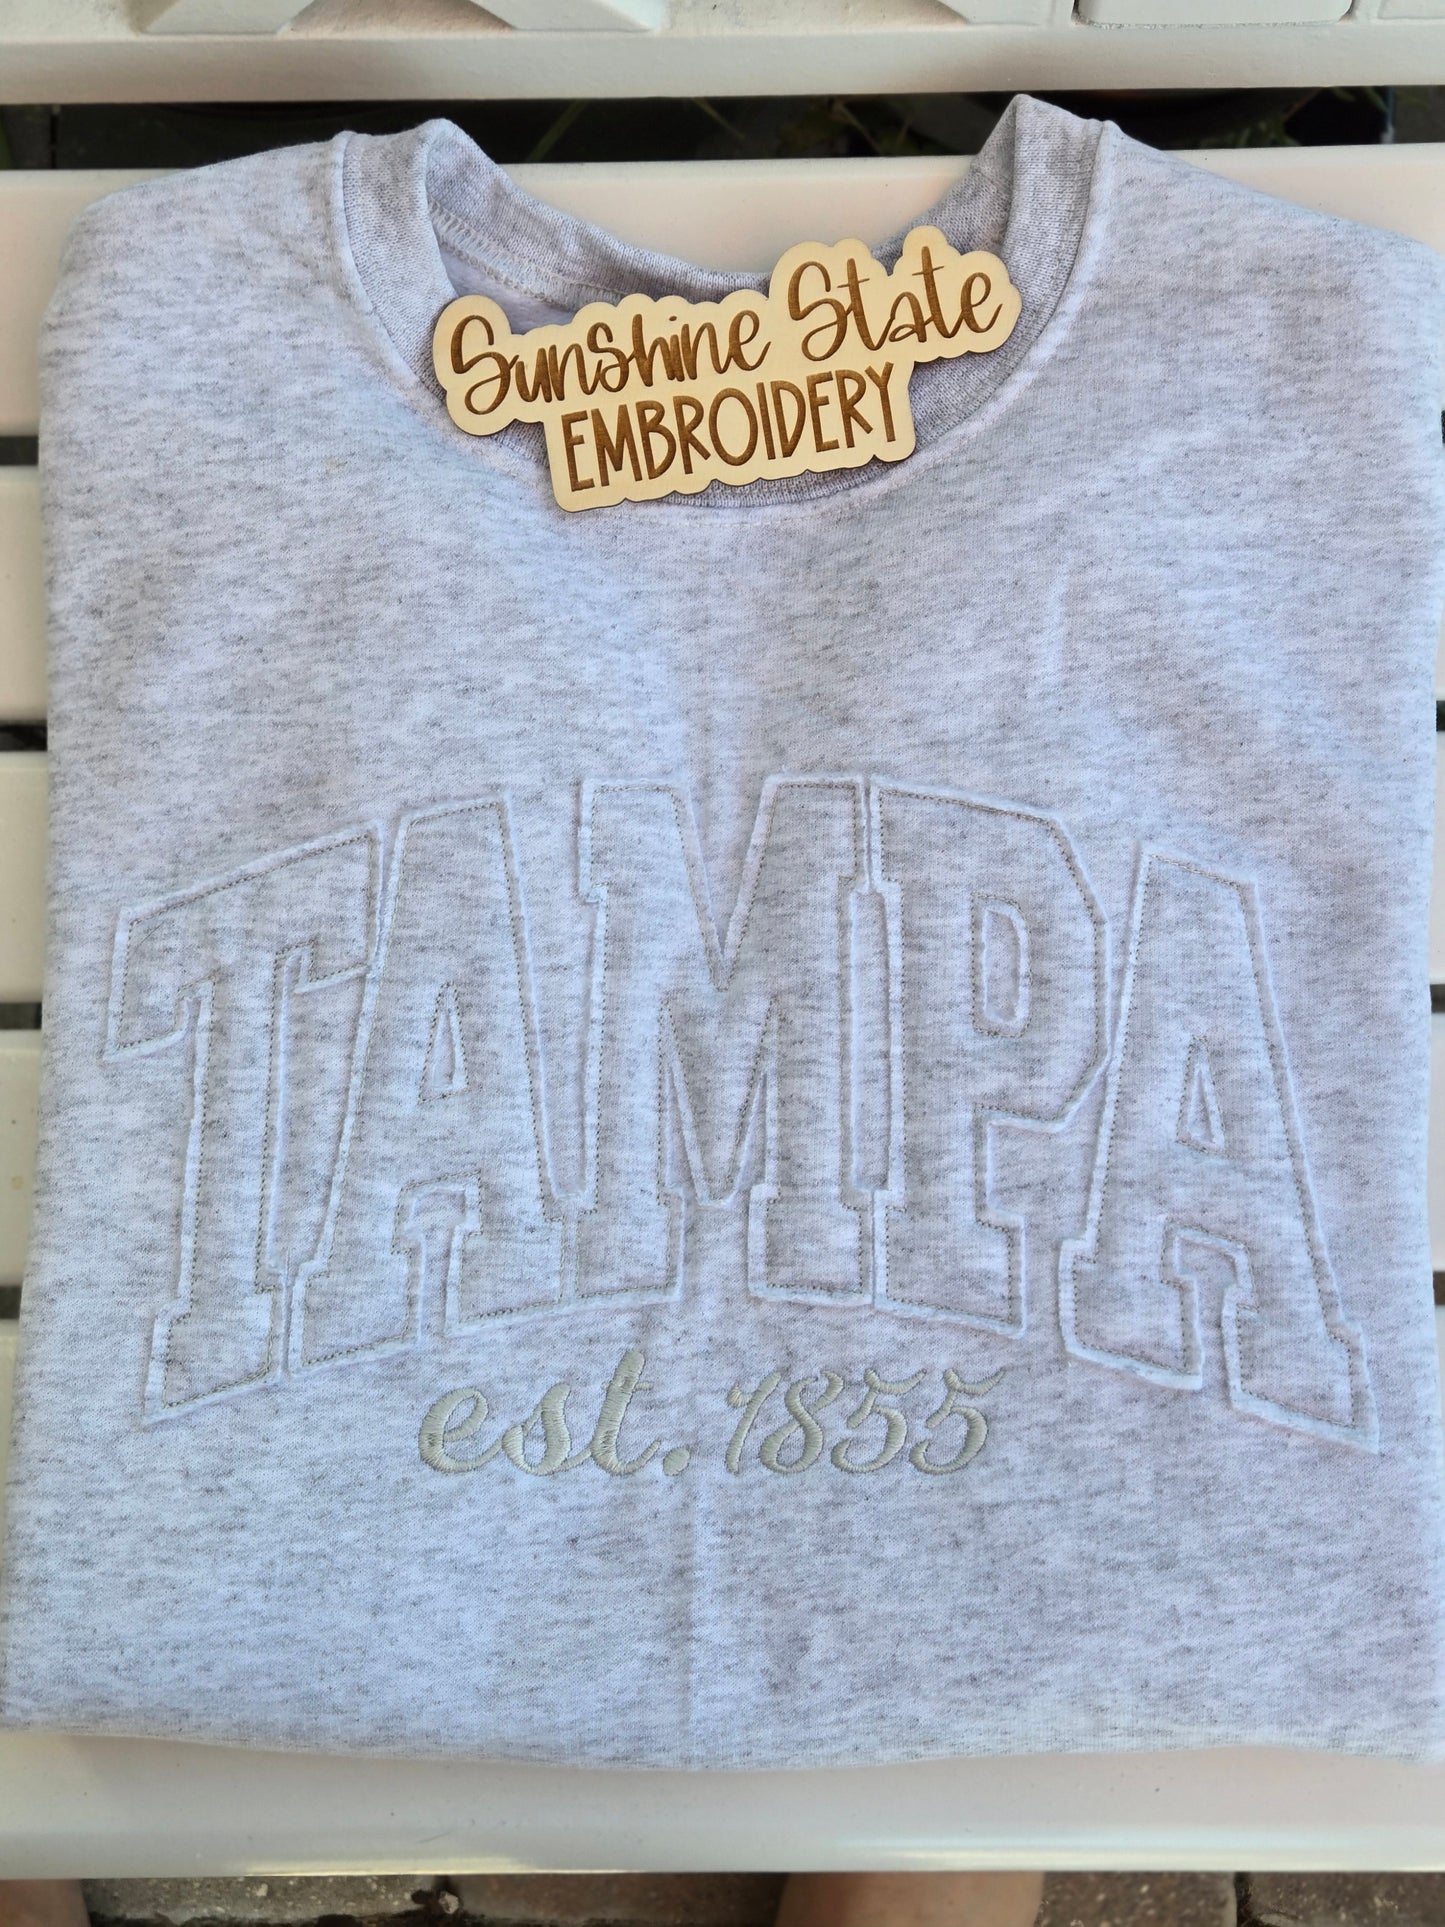 Sunshine State
EMBROIDERY
TAMPA
est. 1855